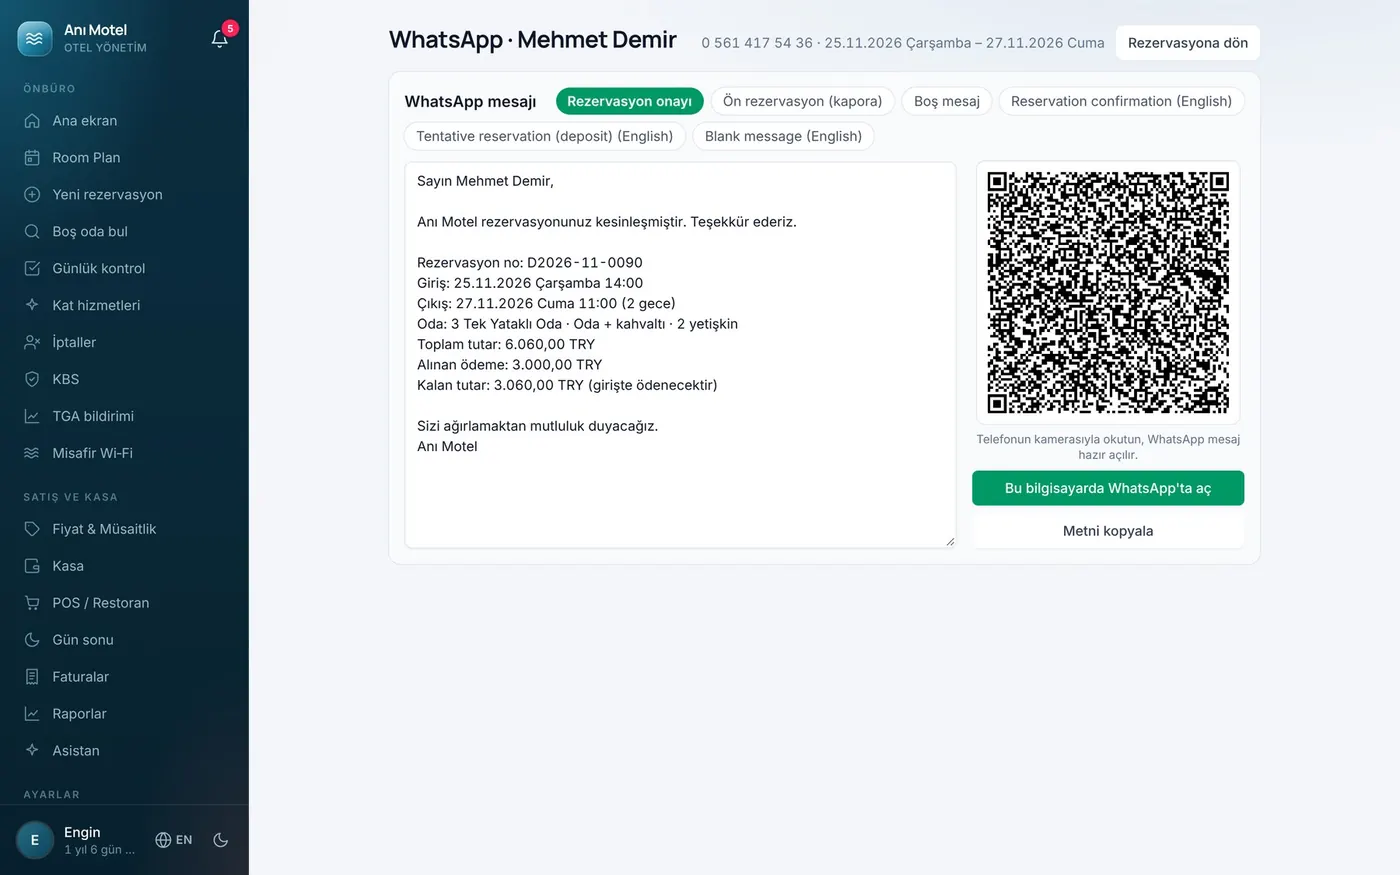 Anı Motel
OTEL YÖNETİM
5
ÖNBÜRO
Ana ekran
Room Plan
Yeni rezervasyon
Boş oda bul
Günlük kontrol
Kat hizmetleri
İptaller
KBS
TGA bildirimi
Misafir Wi-Fi
SATIŞ VE KASA
Fiyat & Müsaitlik
Kasa
POS / Restoran
Gün sonu
Faturalar
Raporlar
Asistan
AYARLAR
E
Engin
1 yıl 6 gün ...
EN
WhatsApp · Mehmet Demir
0 561 417 54 36 · 25.11.2026 Çarşamba – 27.11.2026 Cuma
Rezervasyona dön
WhatsApp mesajı
Rezervasyon onayı
Ön rezervasyon (kapora)
Boş mesaj
Reservation confirmation (English)
Tentative reservation (deposit) (English)
Blank message (English)
Sayın Mehmet Demir,
Anı Motel rezervasyonunuz kesinleşmiştir. Teşekkür ederiz.
Rezervasyon no: D2026-11-0090
Giriş: 25.11.2026 Çarşamba 14:00
Çıkış: 27.11.2026 Cuma 11:00 (2 gece)
Oda: 3 Tek Yataklı Oda · Oda + kahvaltı · 2 yetişkin
Toplam tutar: 6.060,00 TRY
Alınan ödeme: 3.000,00 TRY
Kalan tutar: 3.060,00 TRY (girişte ödenecektir)
Sizi ağırlamaktan mutluluk duyacağız.
Anı Motel
Telefonun kamerasıyla okutun, WhatsApp mesaj
hazır açılır.
Bu bilgisayarda WhatsApp'ta aç
Metni kopyala